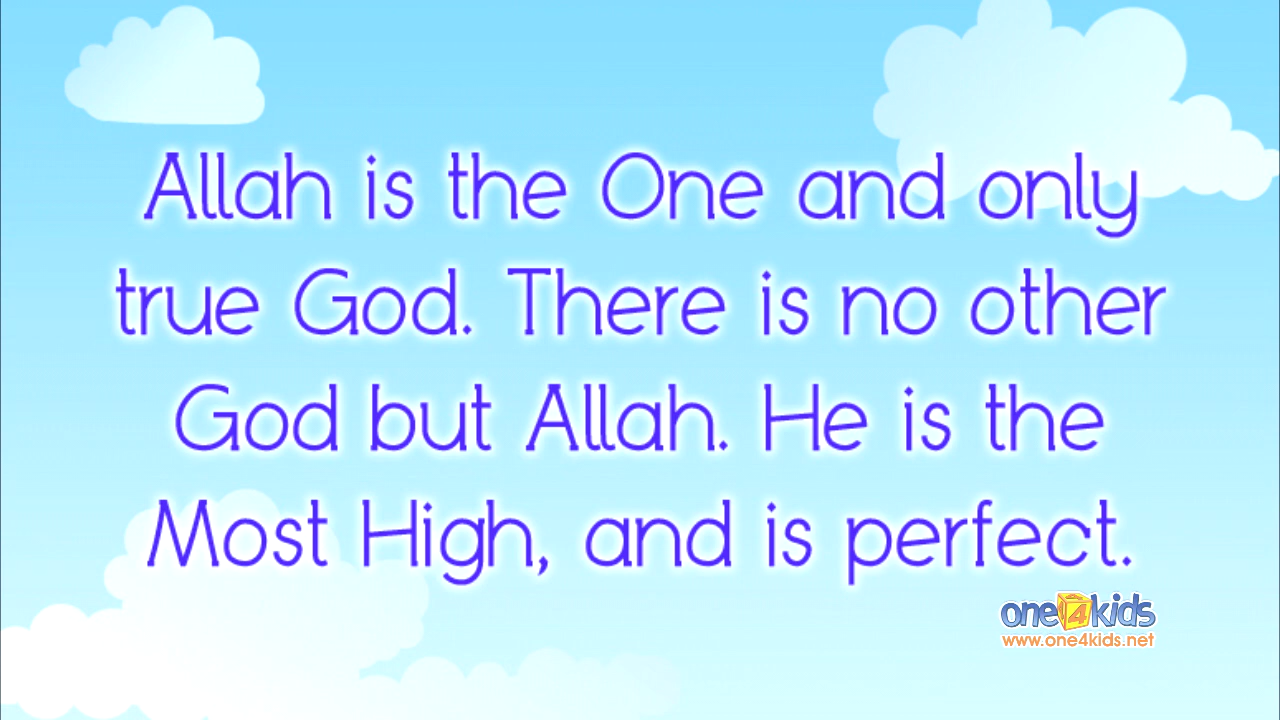 Allah is the One and only
true God. There is no other
God but Allah. He is the
Most High, and is perfect.
one4kids
www.one4kids.net